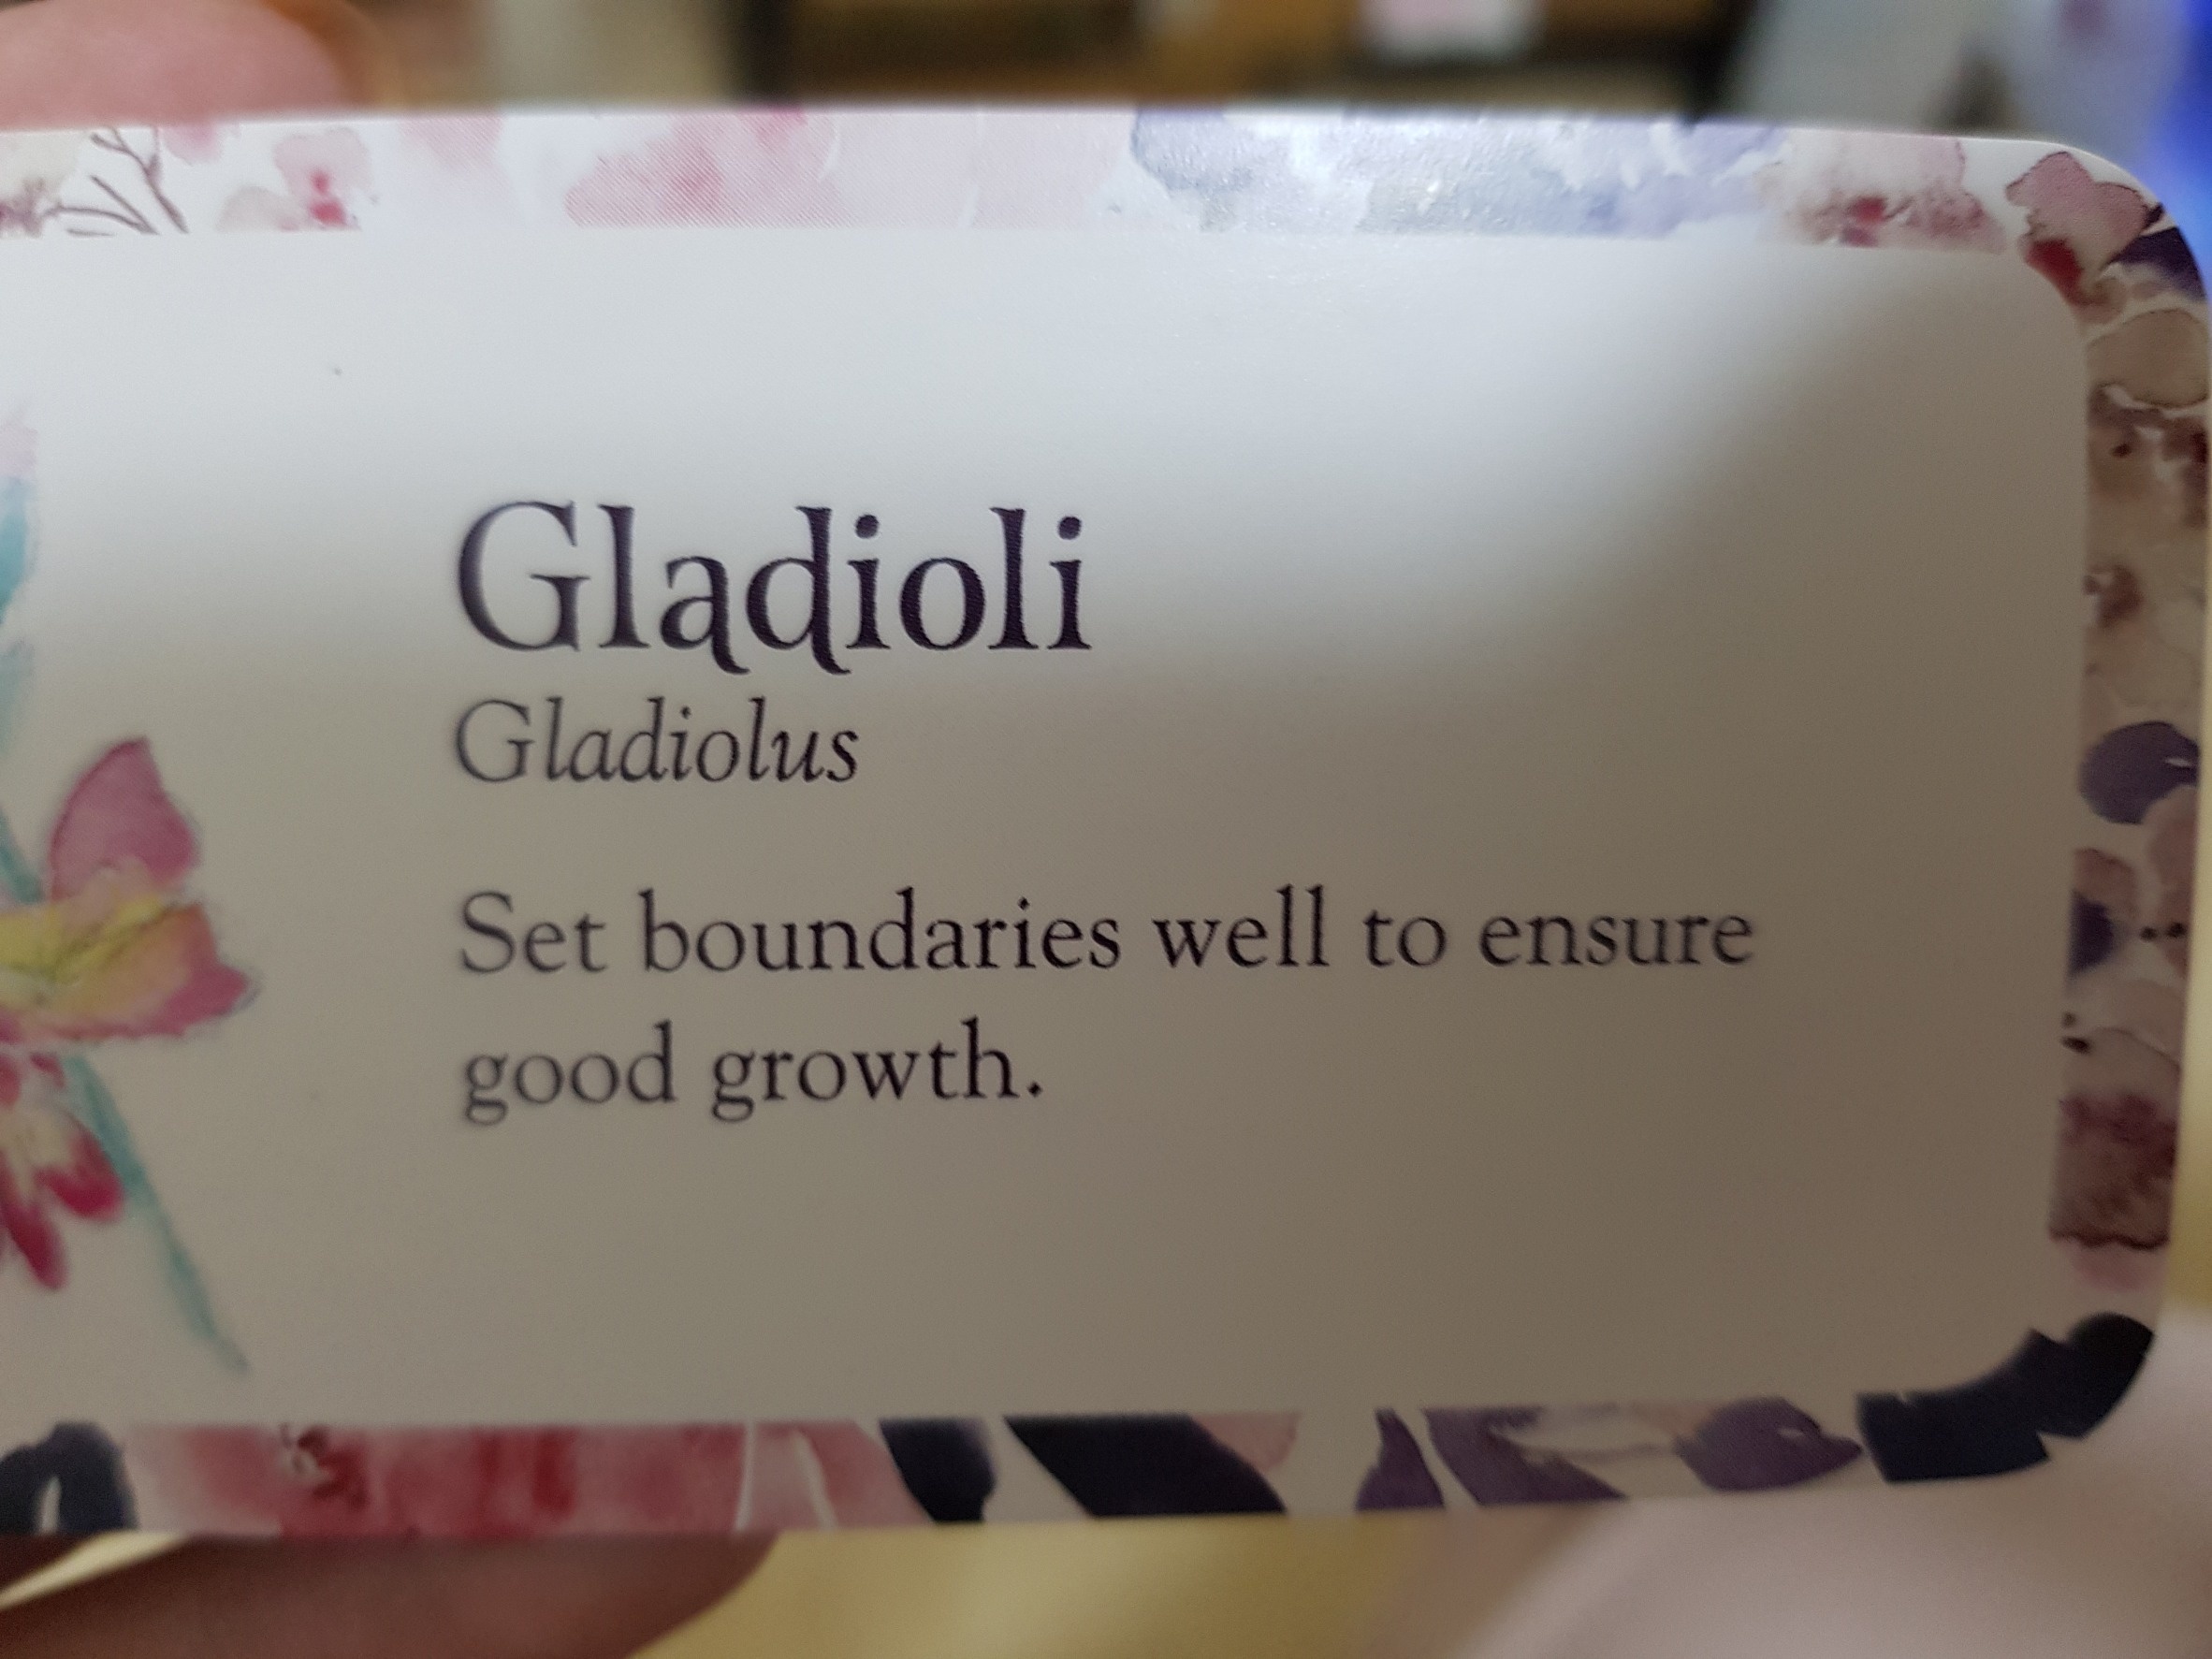 Gladioli
Gladiolus
Set boundaries well to ensure
good growth.